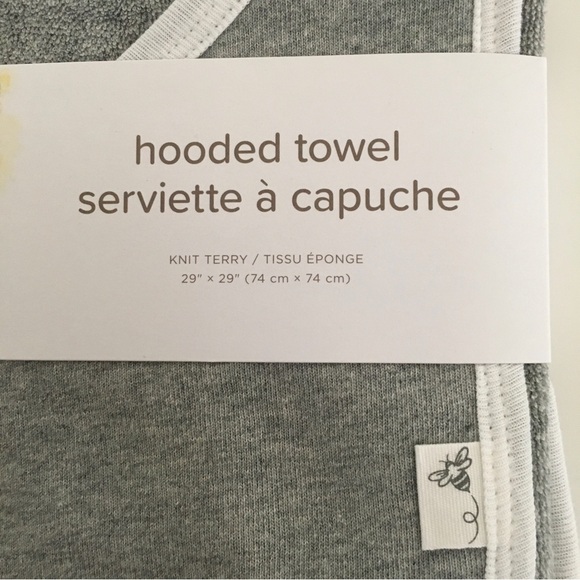 hooded towel
serviette à capuche
KNIT TERRY / TISSU ÉPONGE
29" × 29" (74 cm × 74 cm)